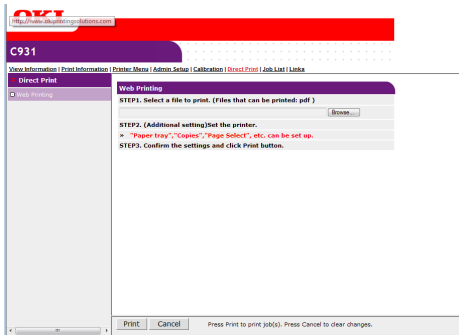 OKI
http://www.okiprintingsolutions.com
C931
View Information | Print Information | Printer Menu | Admin Setup | Calibration | Direct Print | Job List | Links
Direct Print
Web Printing
Web Printing
STEP1. Select a file to print. (Files that can be printed: pdf )
Browse...
STEP2. (Additional setting)Set the printer.
» "Paper tray","Copies","Page Select", etc. can be set up.
STEP3. Confirm the settings and click Print button.
Print Cancel Press Print to print job(s). Press Cancel to clear changes.